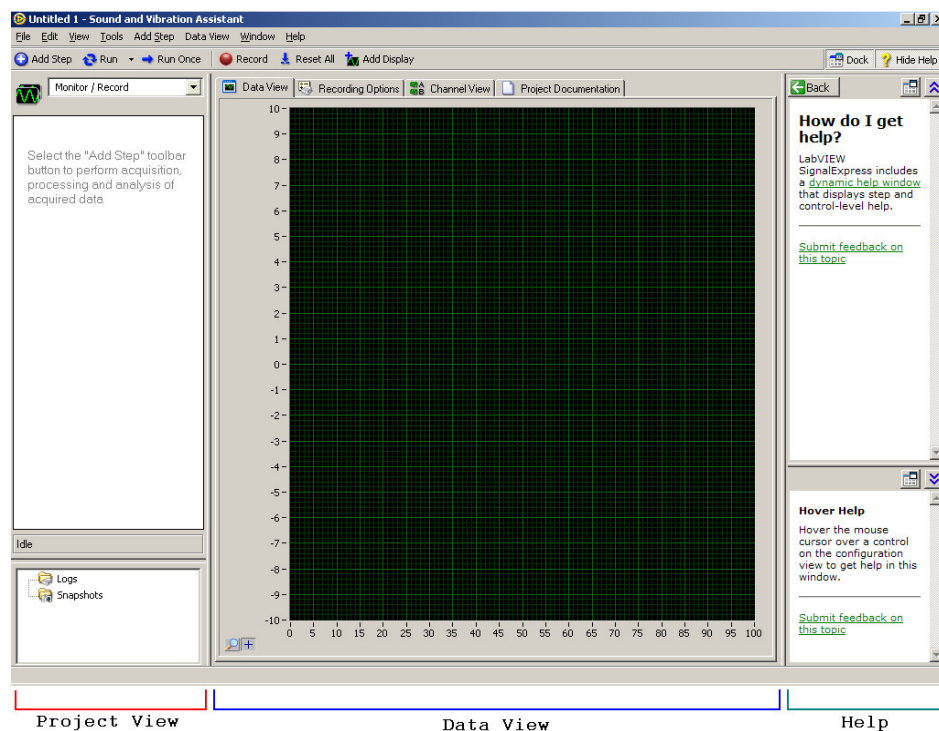 Untitled 1 - Sound and Vibration Assistant
File Edit View Tools Add Step Data View Window Help
Add Step Run Run Once Record Reset All Add Display Dock Hide Help
Monitor / Record
Select the "Add Step" toolbar
button to perform acquisition,
processing and analysis of
acquired data
Idle
Logs
Snapshots
Data View Recording Options Channel View Project Documentation
10
9
8
7
6
5
4
3
2
1
0
-1
-2
-3
-4
-5
-6
-7
-8
-9
-10
0 5 10 15 20 25 30 35 40 45 50 55 60 65 70 75 80 85 90 95 100
Back
How do I get
help?
LabVIEW
SignalExpress includes
a dynamic help window
that displays step and
control-level help.
Submit feedback on
this topic
Hover Help
Hover the mouse
cursor over a control
on the configuration
view to get help in this
window.
Submit feedback on
this topic
Project View
Data View
Help